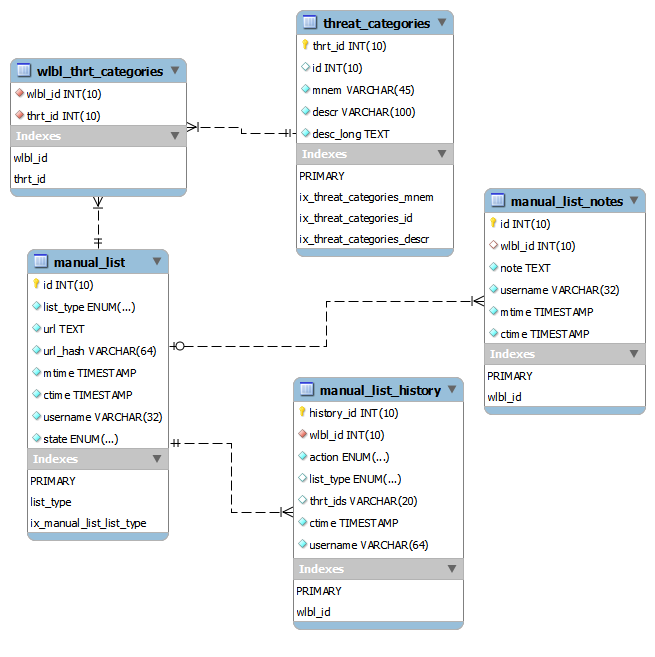 threat_categories
thrt_id INT(10)
id INT(10)
mnem VARCHAR(45)
descr VARCHAR(100)
desc_long TEXT
Indexes
PRIMARY
ix_threat_categories_mnem
ix_threat_categories_id
ix_threat_categories_descr
wlbl_thrt_categories
wlbl_id INT(10)
thrt_id INT(10)
Indexes
wlbl_id
thrt_id
manual_list_notes
id INT(10)
wlbl_id INT(10)
note TEXT
username VARCHAR(32)
mtime TIMESTAMP
ctime TIMESTAMP
Indexes
PRIMARY
wlbl_id
manual_list
id INT(10)
list_type ENUM(...)
url TEXT
url_hash VARCHAR(64)
mtime TIMESTAMP
ctime TIMESTAMP
username VARCHAR(32)
state ENUM(...)
Indexes
PRIMARY
list_type
ix_manual_list_list_type
manual_list_history
history_id INT(10)
wlbl_id INT(10)
action ENUM(...)
list_type ENUM(...)
thrt_ids VARCHAR(20)
ctime TIMESTAMP
username VARCHAR(64)
Indexes
PRIMARY
wlbl_id